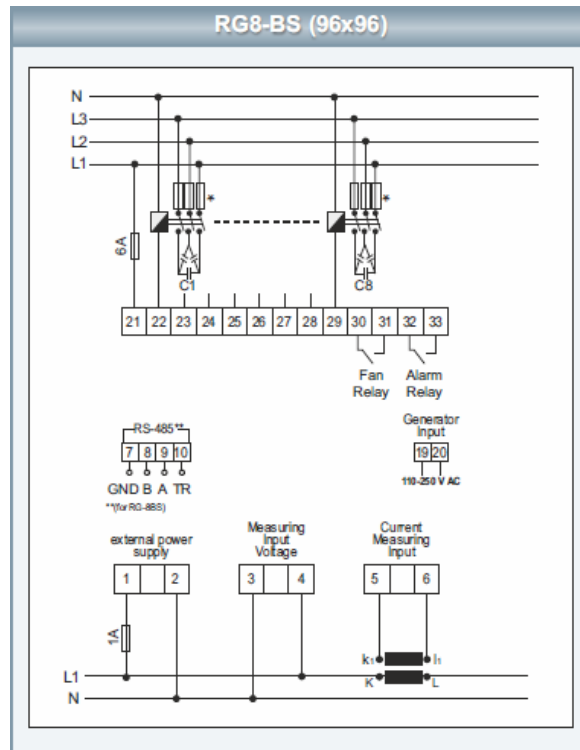 RG8-BS (96x96)
N
L3
L2
L1
*
*
6A
C1
C8
21 22 23 24 25 26 27 28 29 30 31 32 33
Fan
Relay
Alarm
Relay
RS-485**
7 8 9 10
GND B A TR
**(for RG-8BS)
Generator
Input
19 20
110-250 V AC
external power
supply
1 2
Measuring
Input
Voltage
3 4
Current
Measuring
Input
5 6
1A
k1 l1
L1
K L
N